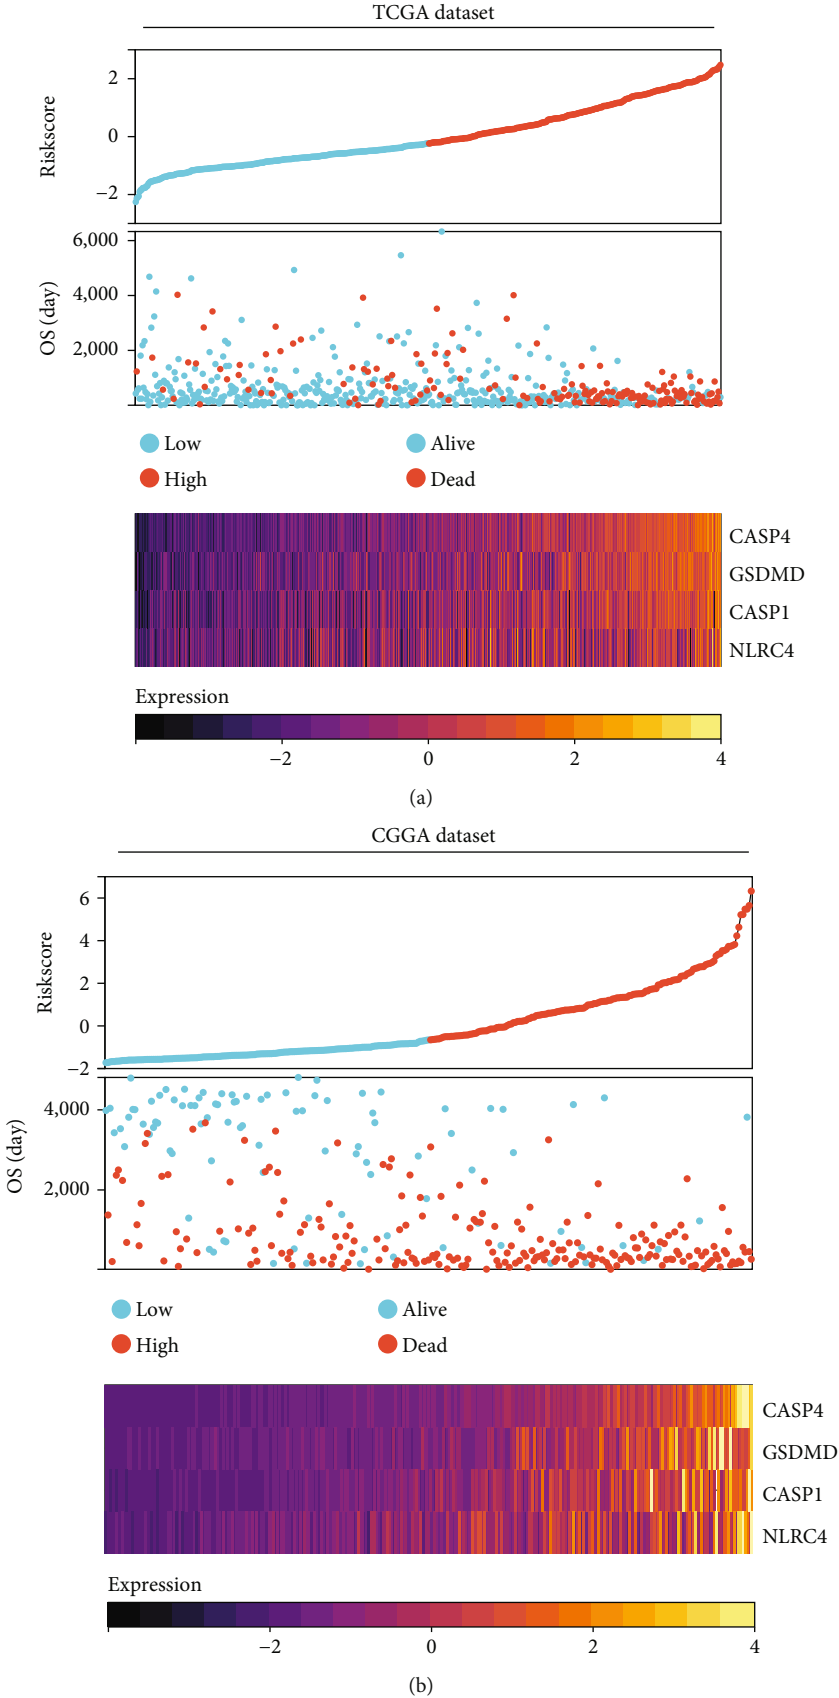 TCGA dataset
Riskscore
2
0
−2
OS (day)
6,000
4,000
2,000
Low
Alive
High
Dead
CASP4
GSDMD
CASP1
NLRC4
Expression
−2 0 2 4
(a)
CGGA dataset
Riskscore
6
4
2
0
−2
OS (day)
4,000
2,000
Low
Alive
High
Dead
CASP4
GSDMD
CASP1
NLRC4
Expression
−2 0 2 4
(b)